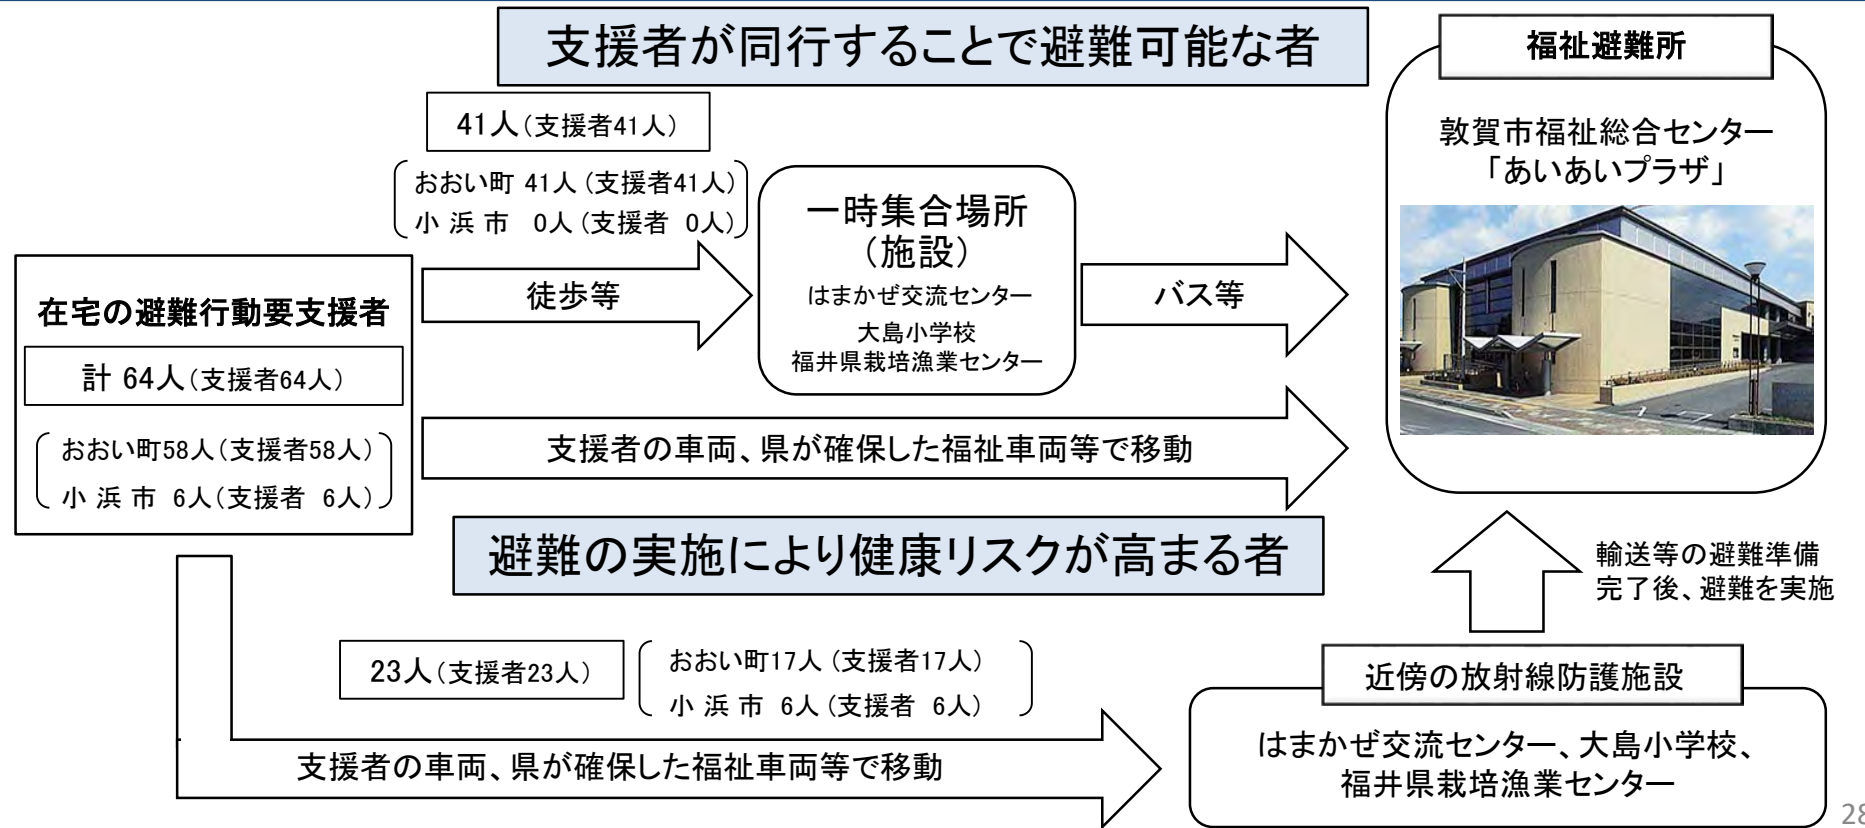 支援者が同行することで避難可能な者
41人(支援者41人)
おおい町 41人(支援者41人)
小 浜 市 0人(支援者 0人)
在宅の避難行動要支援者
計 64人(支援者64人)
おおい町58人(支援者58人)
小 浜 市 6人(支援者 6人)
徒歩等
一時集合場所
(施設)
はまかぜ交流センター
大島小学校
福井県栽培漁業センター
バス等
支援者の車両、県が確保した福祉車両等で移動
福祉避難所
敦賀市福祉総合センター
「あいあいプラザ」
避難の実施により健康リスクが高まる者
23人(支援者23人)
おおい町17人(支援者17人)
小 浜 市 6人(支援者 6人)
支援者の車両、県が確保した福祉車両等で移動
輸送等の避難準備
完了後、避難を実施
近傍の放射線防護施設
はまかぜ交流センター、大島小学校、
福井県栽培漁業センター
28